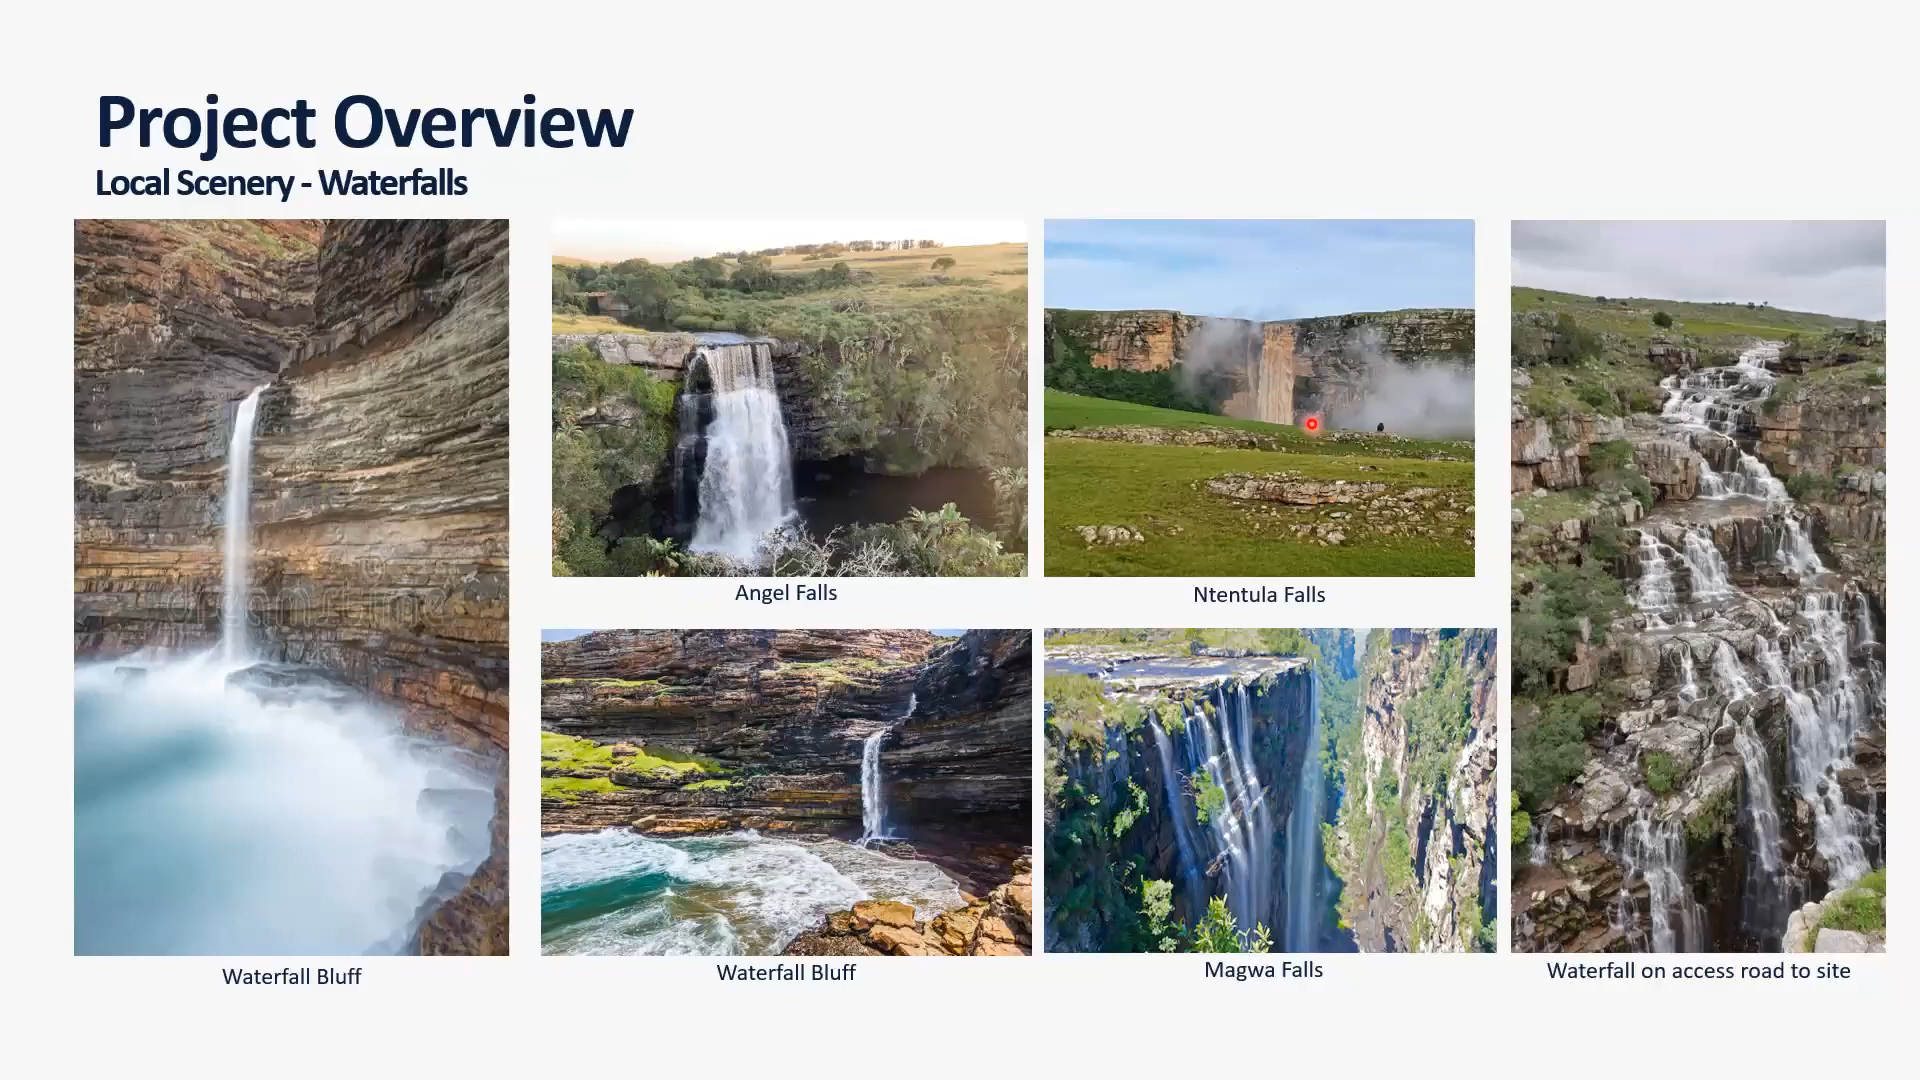 Project Overview
Local Scenery - Waterfalls
dreamstime
Angel Falls
Ntentula Falls
Waterfall Bluff
Waterfall Bluff
Magwa Falls
Waterfall on access road to site